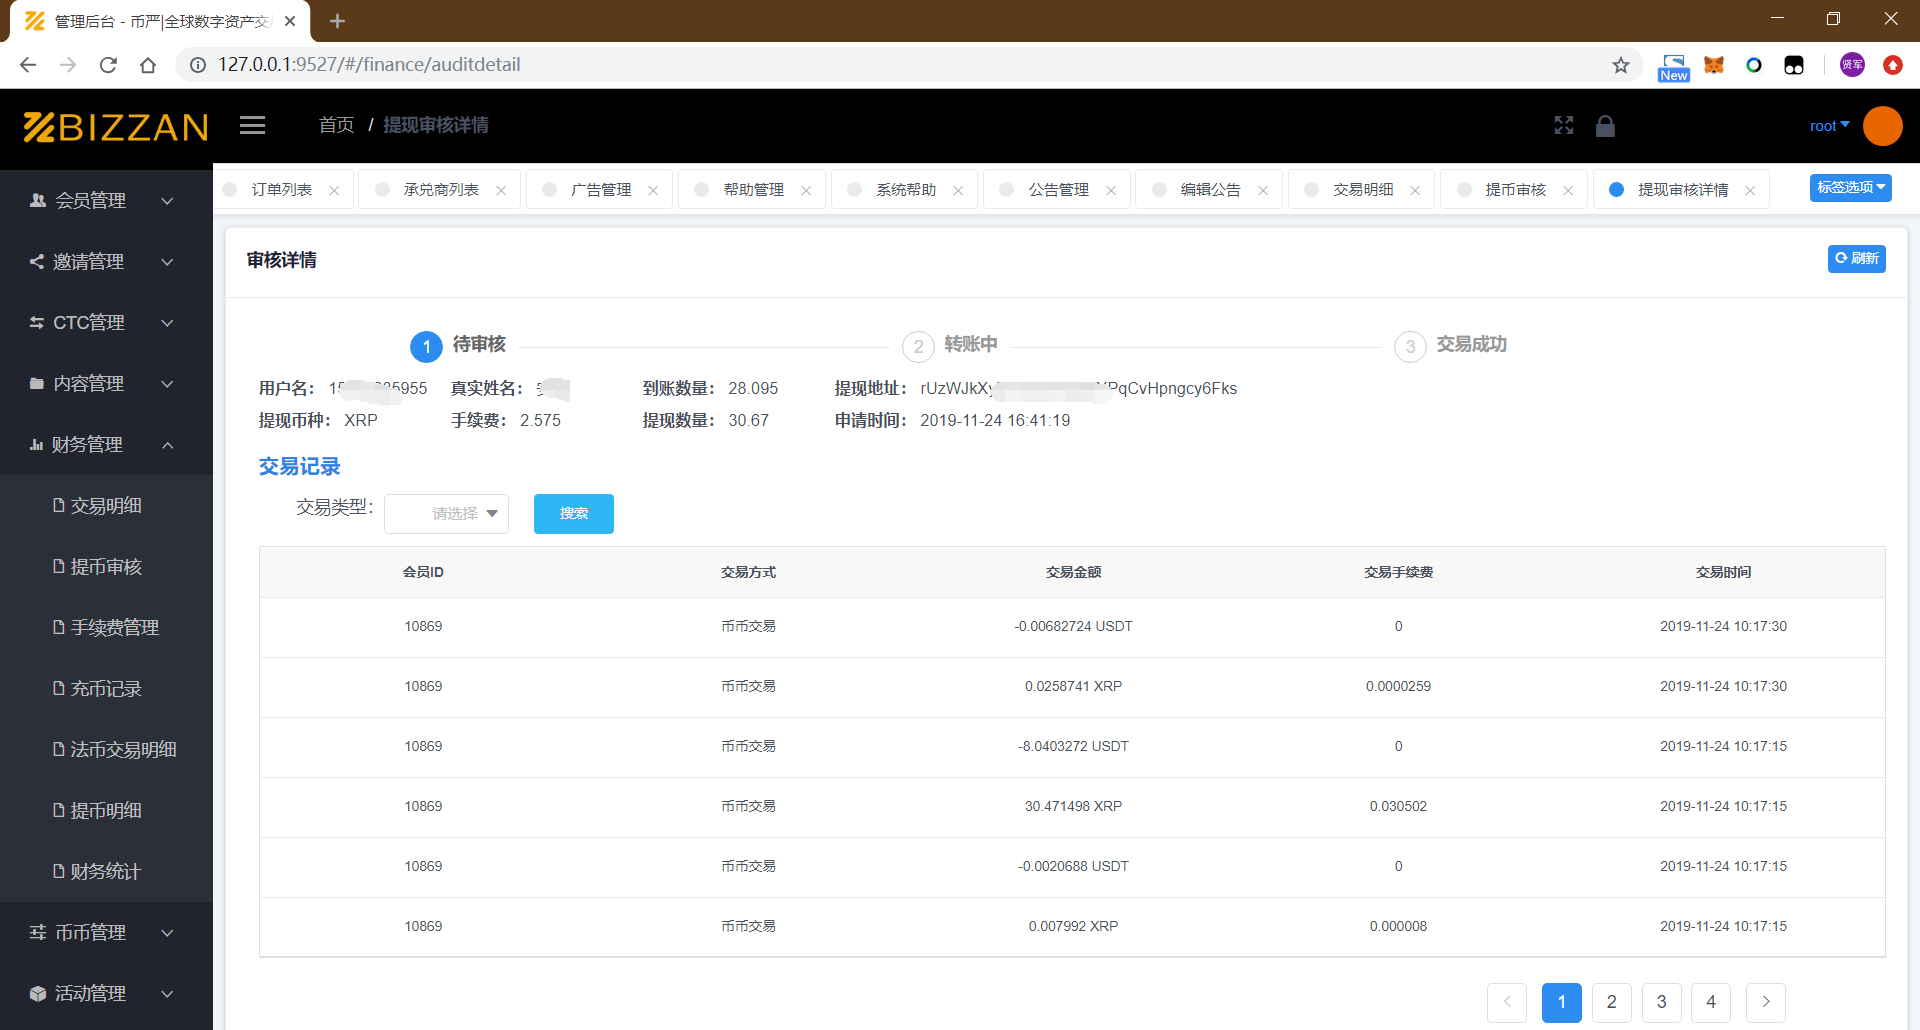 管理后台 - 币严|全球数字资产交
127.0.0.1:9527/#/finance/auditdetail
New
贤军
BIZZAN
首页 / 提现审核详情
root
订单列表 承兑商列表 广告管理 帮助管理 系统帮助 公告管理 编辑公告 交易明细 提币审核 提现审核详情 标签选项
会员管理
邀请管理
CTC管理
内容管理
财务管理
交易明细
提币审核
手续费管理
充币记录
法币交易明细
提币明细
财务统计
币币管理
活动管理
审核详情
刷新
1 待审核 2 转账中 3 交易成功
用户名： 15 35955 真实姓名： 到账数量： 28.095 提现地址： rUzWJkXy PqCvHpngcy6Fks
提现币种： XRP 手续费： 2.575 提现数量： 30.67 申请时间： 2019-11-24 16:41:19
交易记录
交易类型： 请选择 搜索
会员ID 交易方式 交易金额 交易手续费 交易时间
10869 币币交易 -0.00682724 USDT 0 2019-11-24 10:17:30
10869 币币交易 0.0258741 XRP 0.0000259 2019-11-24 10:17:30
10869 币币交易 -8.0403272 USDT 0 2019-11-24 10:17:15
10869 币币交易 30.471498 XRP 0.030502 2019-11-24 10:17:15
10869 币币交易 -0.0020688 USDT 0 2019-11-24 10:17:15
10869 币币交易 0.007992 XRP 0.000008 2019-11-24 10:17:15
1 2 3 4